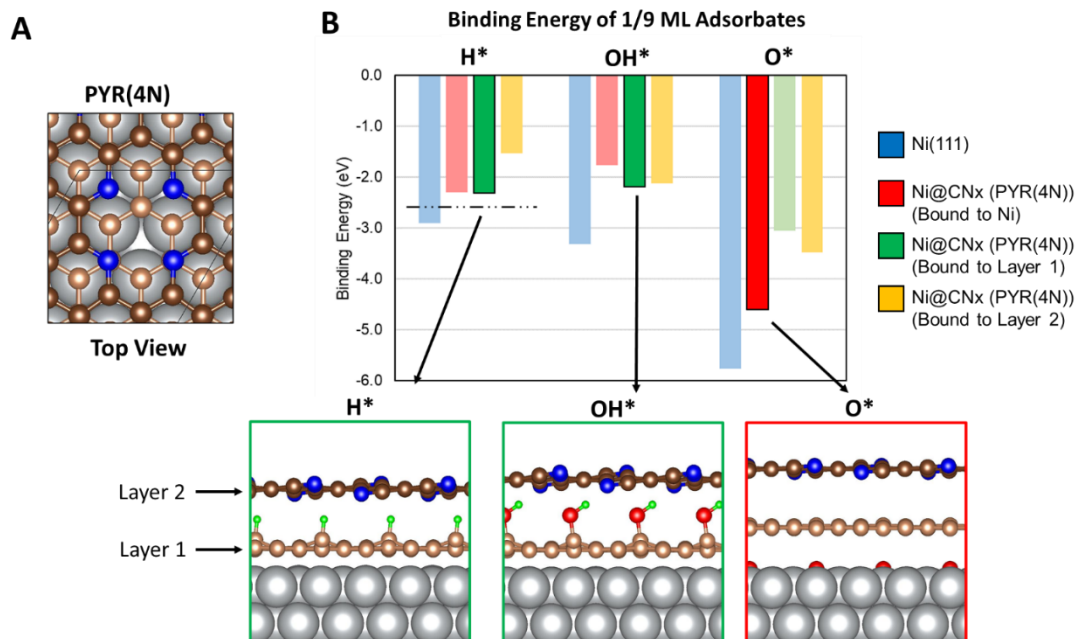 A
B
Binding Energy of 1/9 ML Adsorbates
PYR(4N)
Top View
H*
OH*
O*
Binding Energy (eV)
0.0
-1.0
-2.0
-3.0
-4.0
-5.0
-6.0
Ni(111)
Ni@CNx (PYR(4N))
(Bound to Ni)
Ni@CNx (PYR(4N))
(Bound to Layer 1)
Ni@CNx (PYR(4N))
(Bound to Layer 2)
H*
OH*
O*
Layer 2
Layer 1